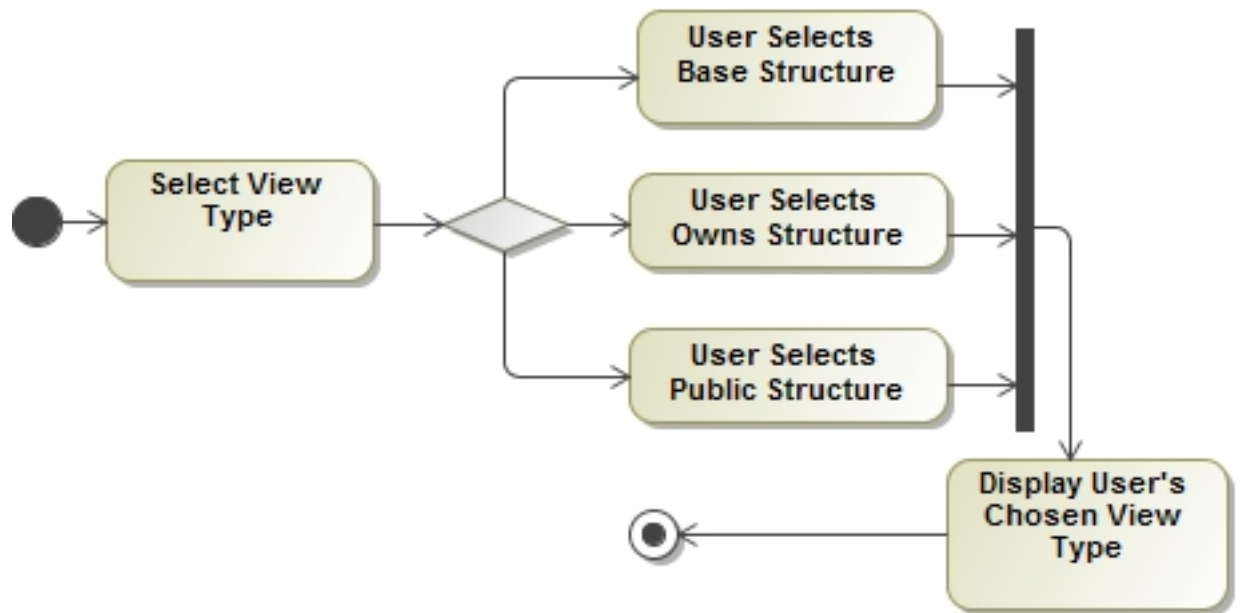 Select View
Type
User Selects
Base Structure
User Selects
Owns Structure
User Selects
Public Structure
Display User's
Chosen View
Type